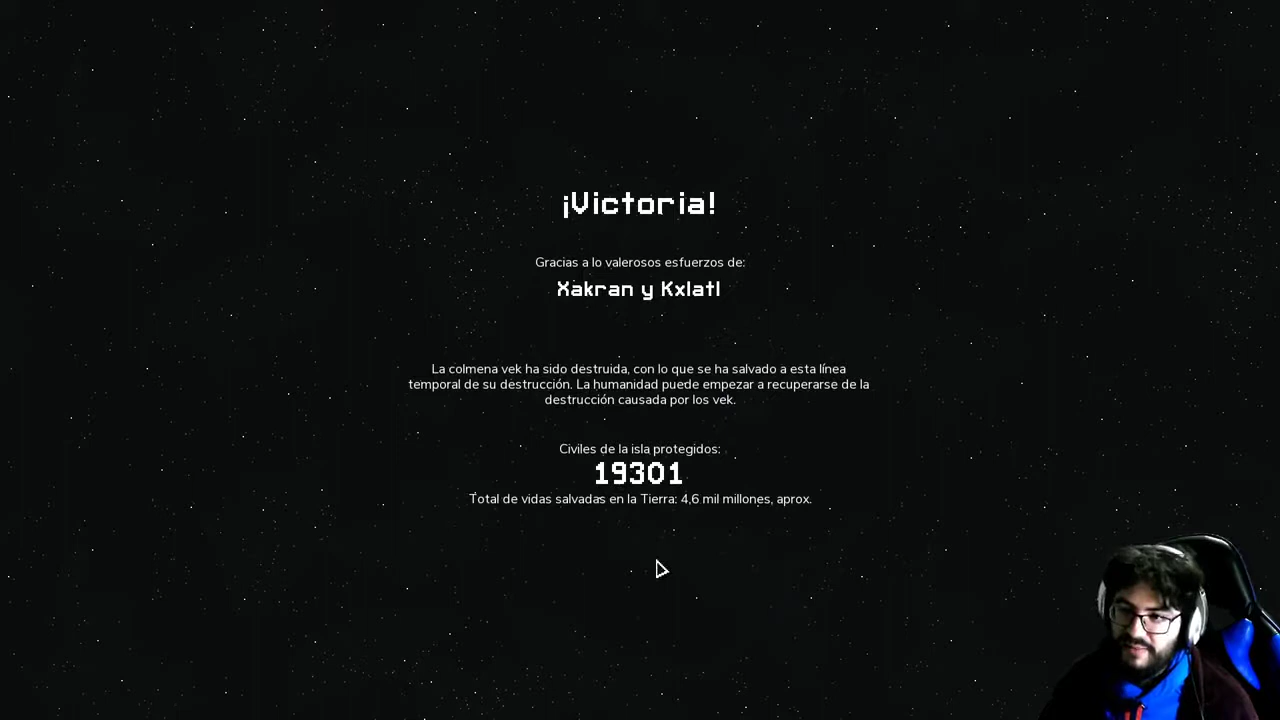 ¡Victoria!
Gracias a lo valerosos esfuerzos de:
Xakran y Kxlatl
La colmena vek ha sido destruida, con lo que se ha salvado a esta línea
temporal de su destrucción. La humanidad puede empezar a recuperarse de la
destrucción causada por los vek.
Civiles de la isla protegidos:
19301
Total de vidas salvadas en la Tierra: 4,6 mil millones, aprox.